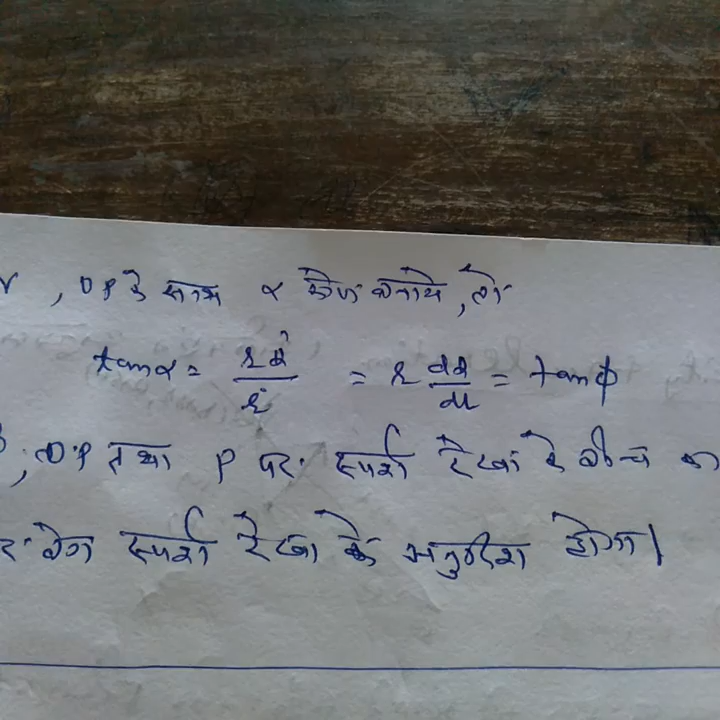 , OP के साथ α कोण बनाये, तो
tanα = rθ̇ / ṙ = r dθ/dr = tanφ
, OP तथा P पर स्पर्श रेखा के बीच का
वेग स्पर्श रेखा के अनुदिश होगा।